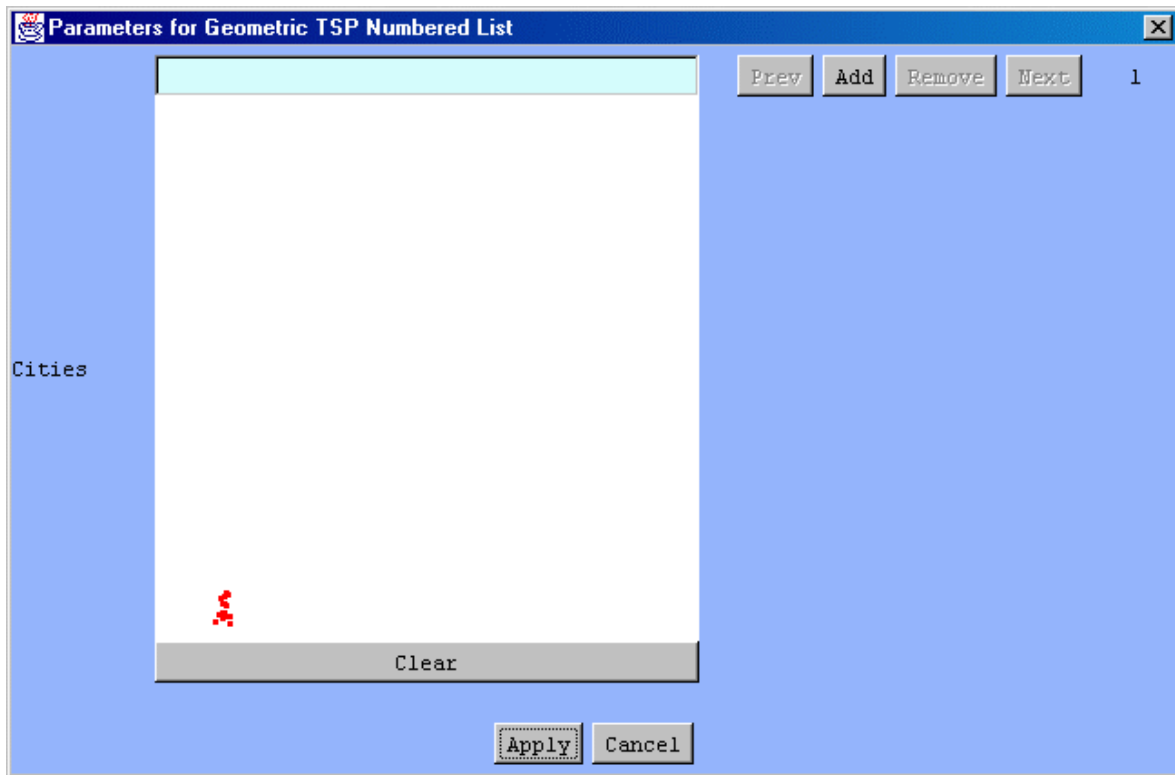 Parameters for Geometric TSP Numbered List
Prev Add Remove Next 1
Cities
Clear
Apply Cancel